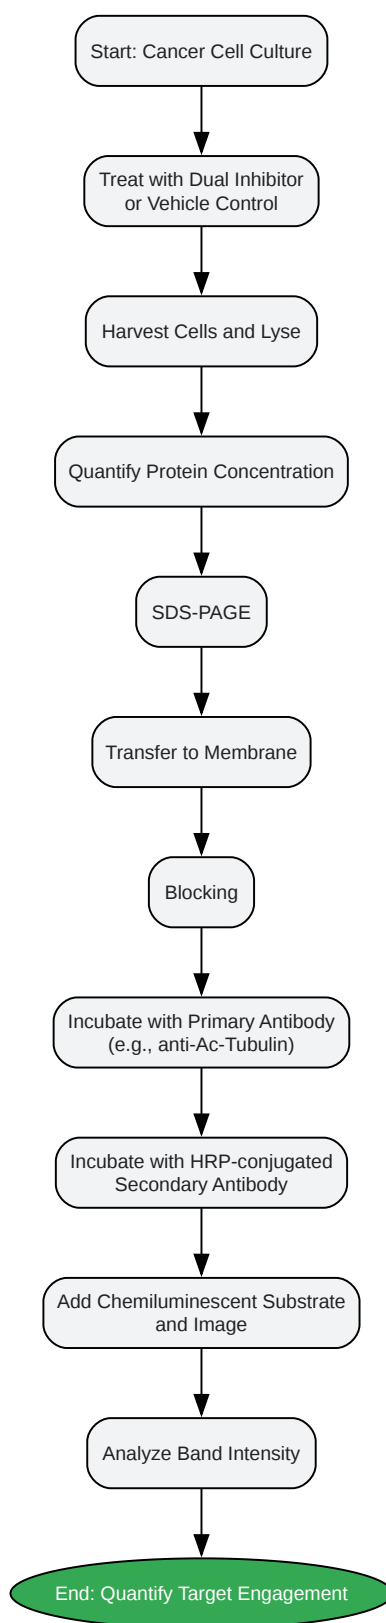 Start: Cancer Cell Culture
Treat with Dual Inhibitor
or Vehicle Control
Harvest Cells and Lyse
Quantify Protein Concentration
SDS-PAGE
Transfer to Membrane
Blocking
Incubate with Primary Antibody
(e.g., anti-Ac-Tubulin)
Incubate with HRP-conjugated
Secondary Antibody
Add Chemiluminescent Substrate
and Image
Analyze Band Intensity
End: Quantify Target Engagement